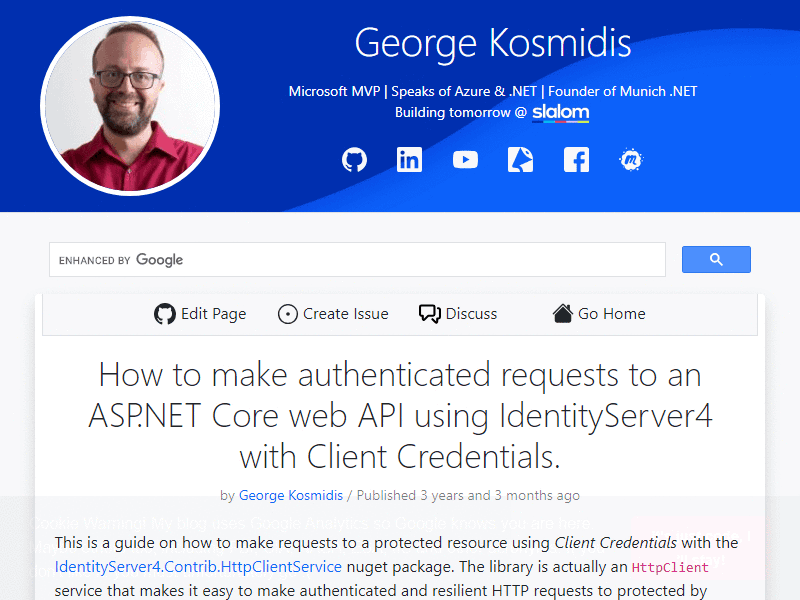 George Kosmidis
Microsoft MVP | Speaks of Azure & .NET | Founder of Munich .NET
Building tomorrow @ slalom
ENHANCED BY Google
Edit Page
Create Issue
Discuss
Go Home
How to make authenticated requests to an
ASP.NET Core web API using IdentityServer4
with Client Credentials.
by George Kosmidis / Published 3 years and 3 months ago
Cookie Warning! My blog uses Google Analytics so Google knows you are here.
This is a guide on how to make requests to a protected resource using Client Credentials with the
IdentityServer4.Contrib.HttpClientService nuget package. The library is actually an HttpClient
service that makes it easy to make authenticated and resilient HTTP requests to protected by